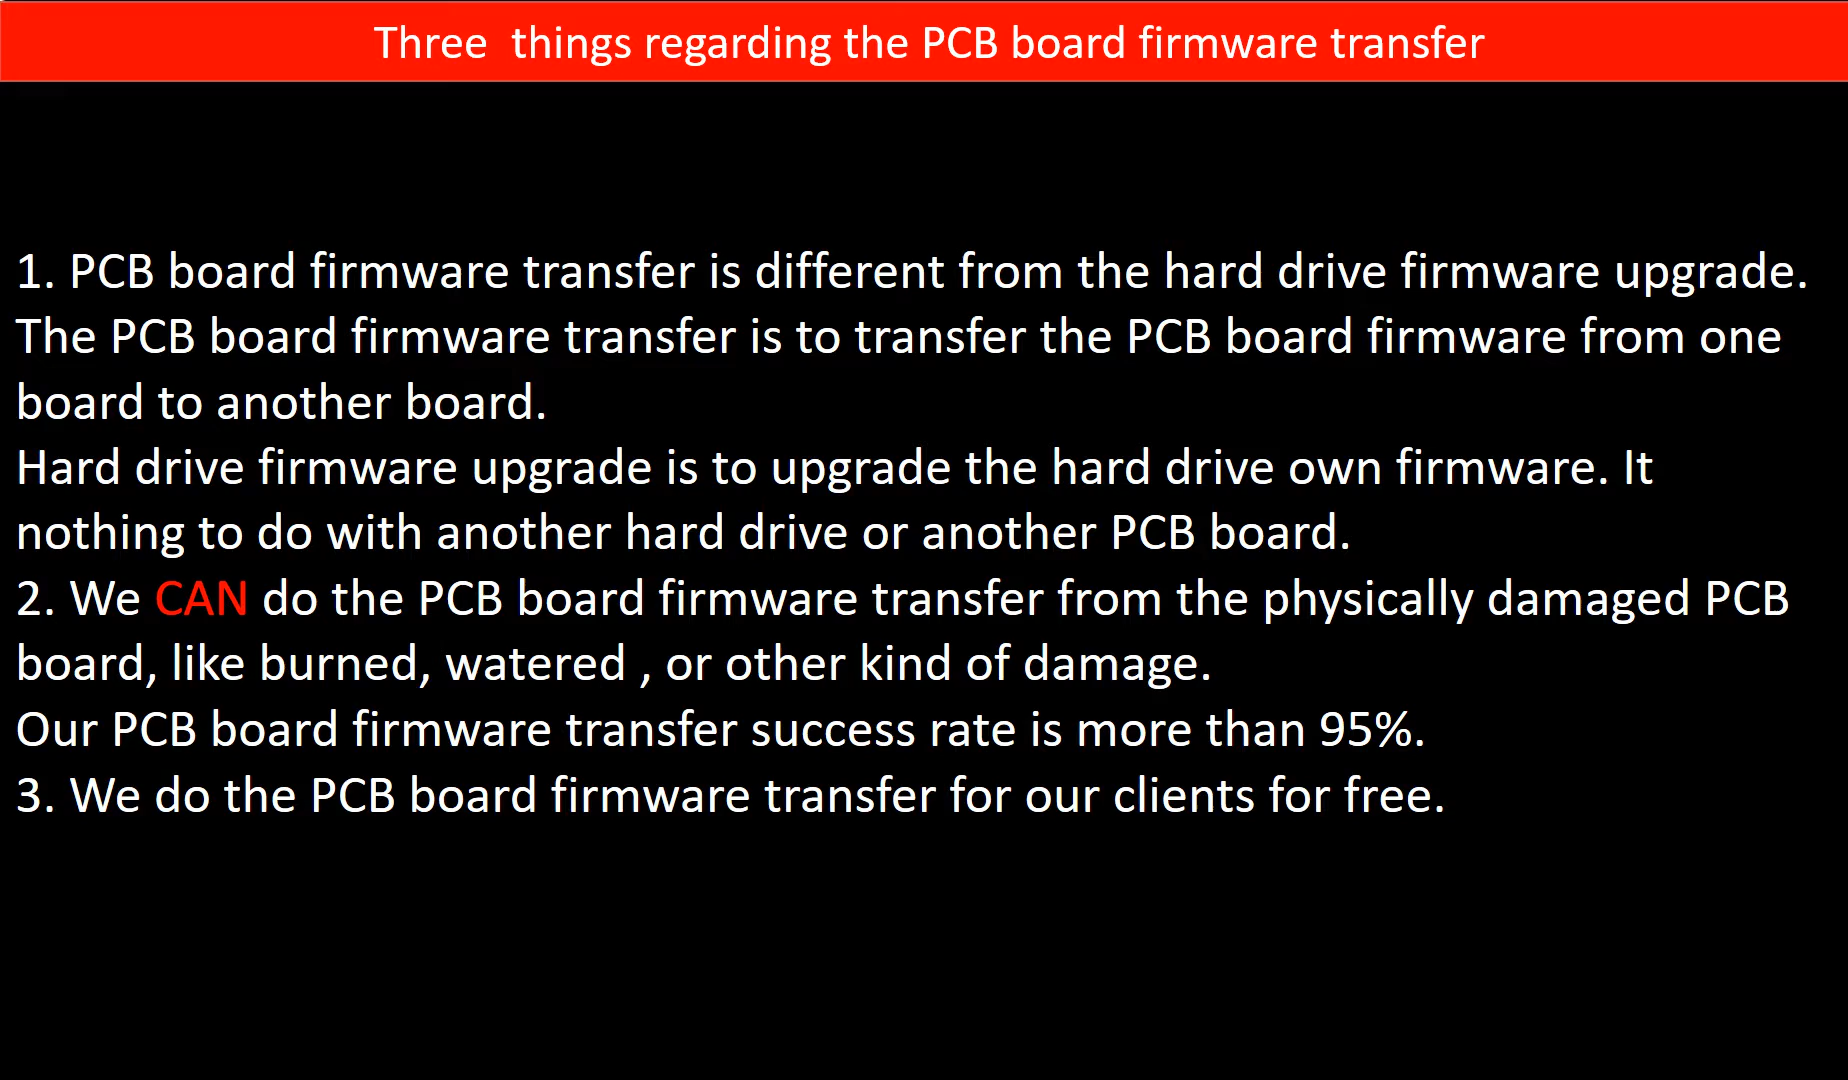 Three  things regarding the PCB board firmware transfer
1. PCB board firmware transfer is different from the hard drive firmware upgrade.
The PCB board firmware transfer is to transfer the PCB board firmware from one
board to another board.
Hard drive firmware upgrade is to upgrade the hard drive own firmware. It
nothing to do with another hard drive or another PCB board.
2. We CAN do the PCB board firmware transfer from the physically damaged PCB
board, like burned, watered , or other kind of damage.
Our PCB board firmware transfer success rate is more than 95%.
3. We do the PCB board firmware transfer for our clients for free.